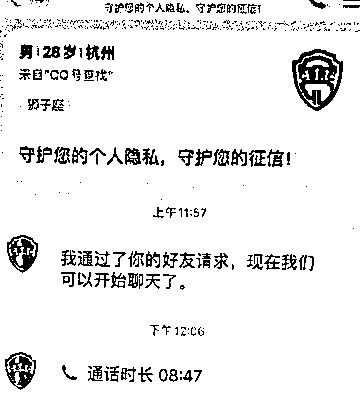 守护您的个人隐私，守护您的征信！
男 28岁 杭州
来自"QQ号查找"
狮子座
守护您的个人隐私，守护您的征信！
上午11:57
我通过了你的好友请求，现在我们
可以开始聊天了。
下午12:06
通话时长 08:47